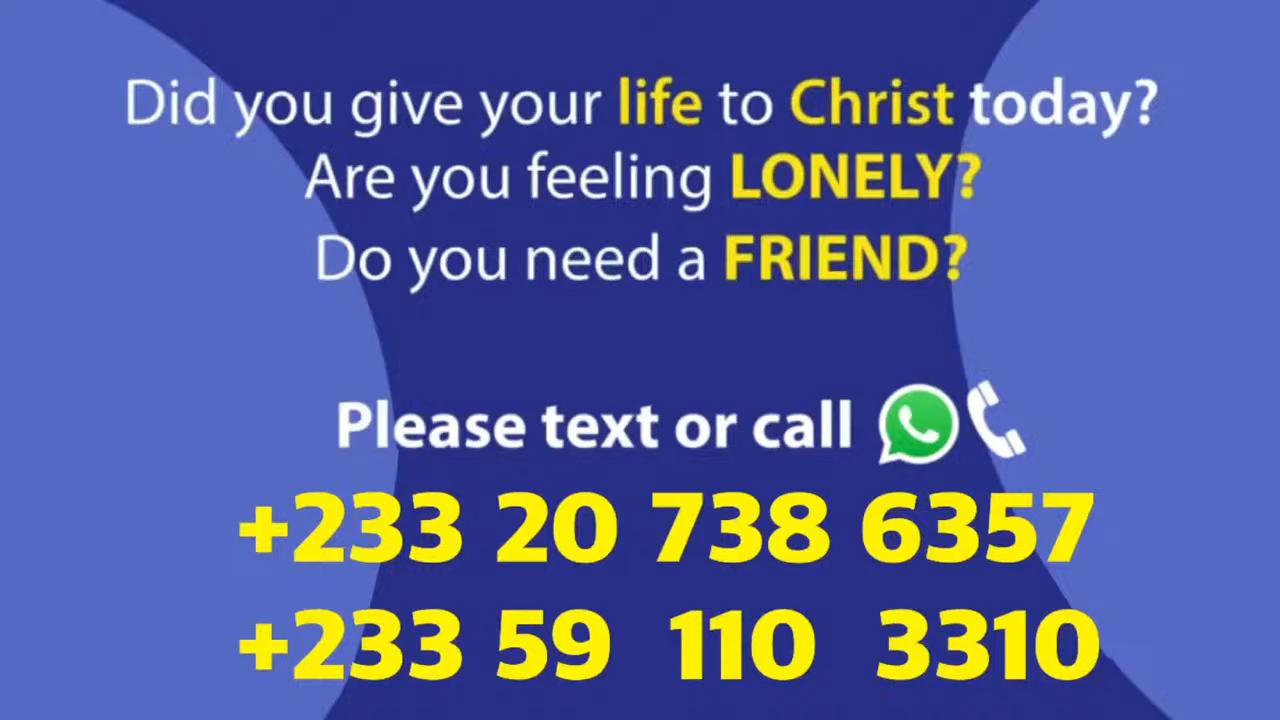 Did you give your life to Christ today?
Are you feeling LONELY?
Do you need a FRIEND?
Please text or call
+233 20 738 6357
+233 59 110 3310